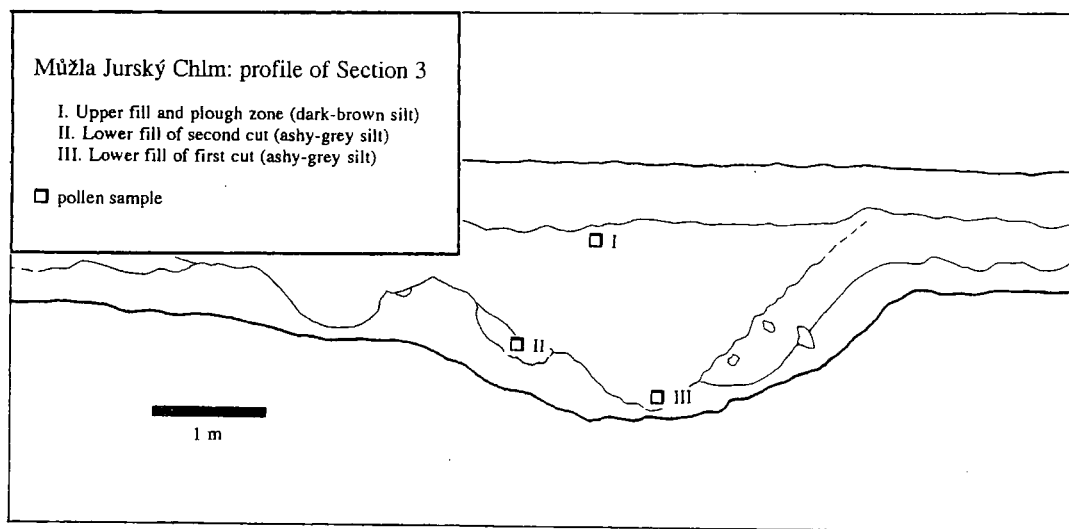 Můžla Jurský Chlm: profile of Section 3
I. Upper fill and plough zone (dark-brown silt)
II. Lower fill of second cut (ashy-grey silt)
III. Lower fill of first cut (ashy-grey silt)
pollen sample
I
II
III
1 m